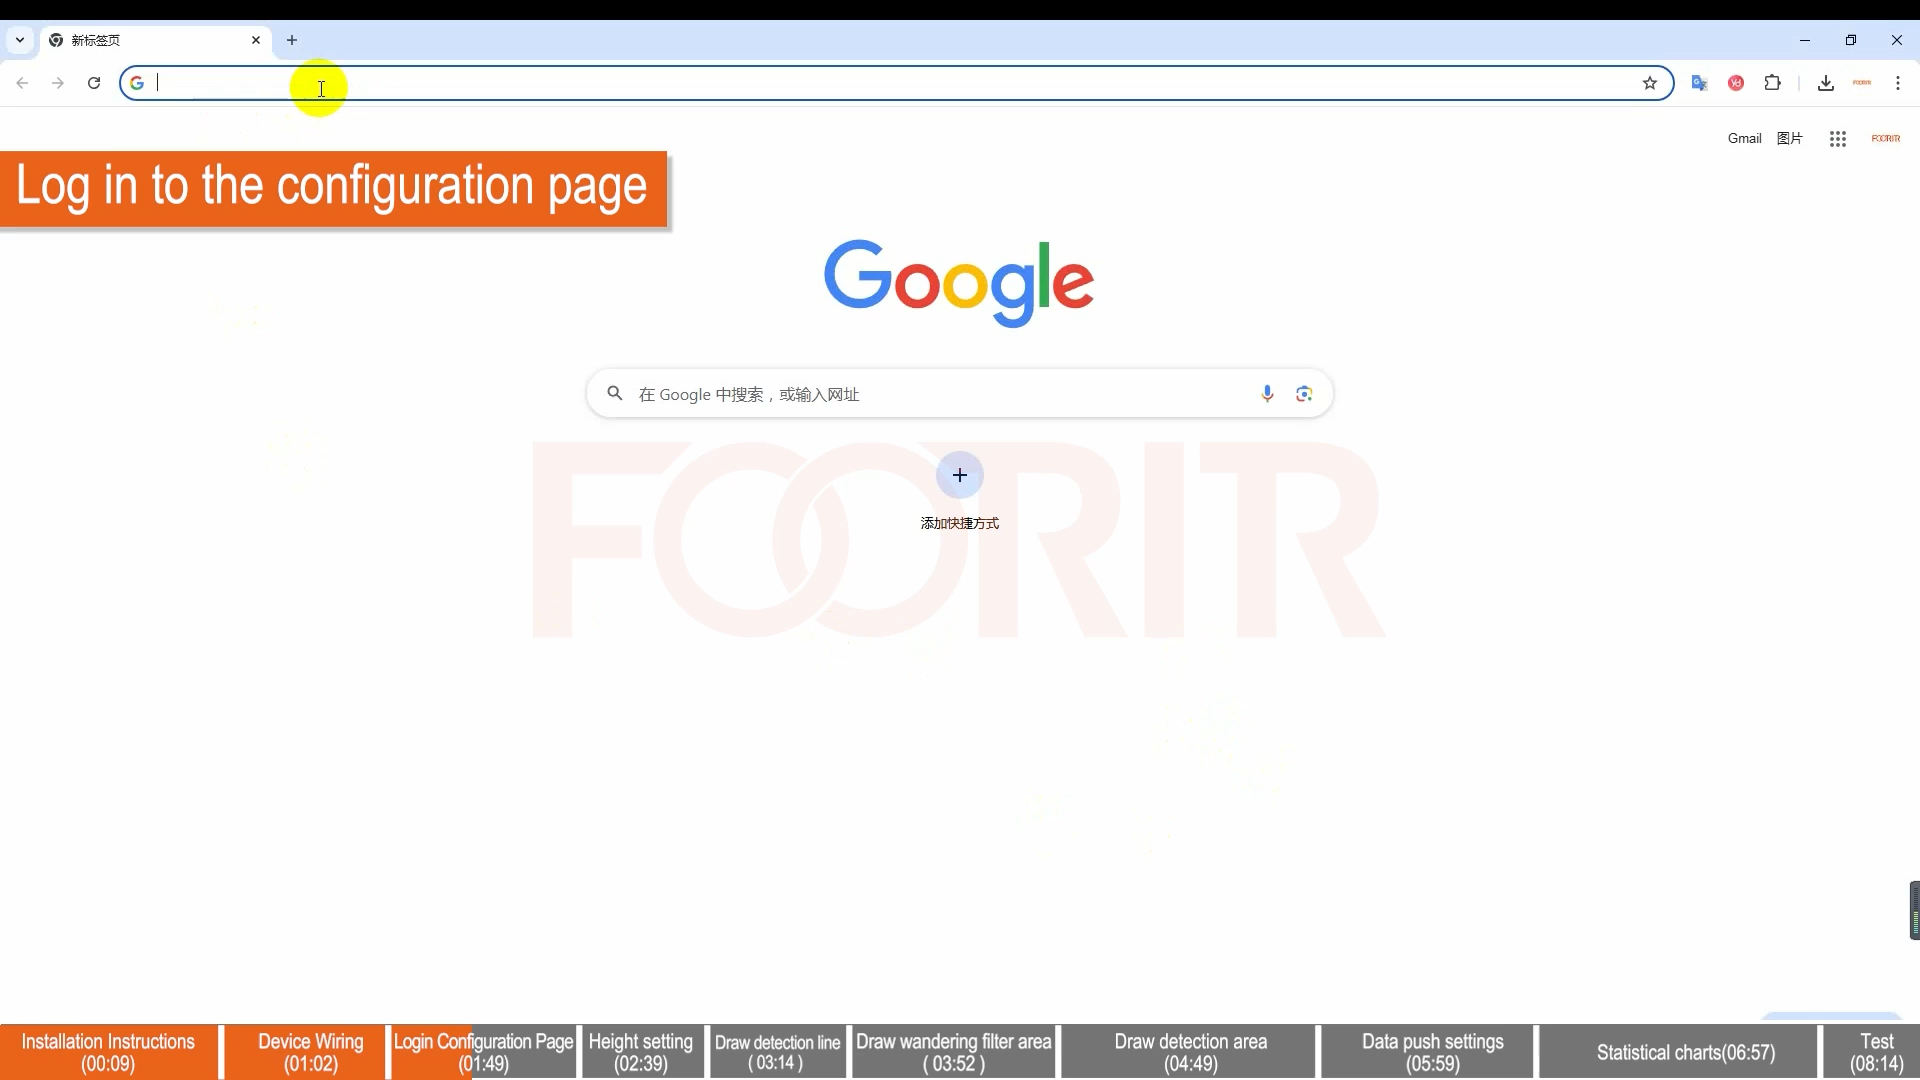 新标签页
Gmail 图片 FOORIR
Log in to the configuration page
Google
在 Google 中搜索，或输入网址
FOORIR
添加快捷方式
Installation Instructions
(00:09)
Device Wiring
(01:02)
Login Configuration Page
(01:49)
Height setting
(02:39)
Draw detection line
( 03:14 )
Draw wandering filter area
( 03:52 )
Draw detection area
(04:49)
Data push settings
(05:59)
Statistical charts(06:57)
Test
(08:14)